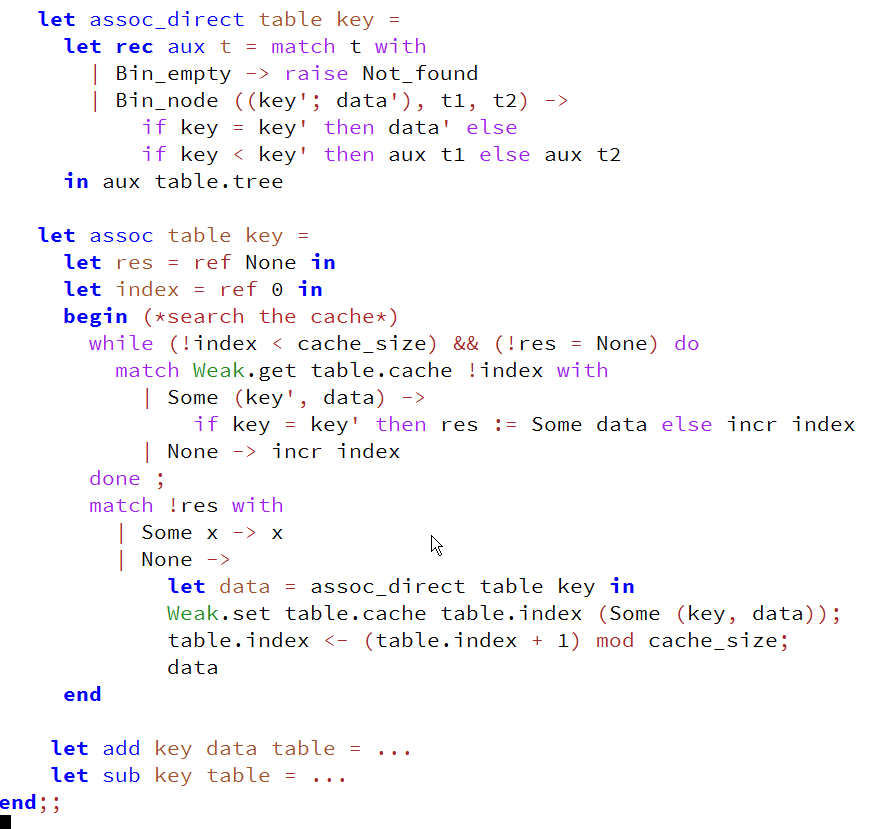 let assoc_direct table key =
let rec aux t = match t with
| Bin_empty -> raise Not_found
| Bin_node ((key'; data'), t1, t2) ->
if key = key' then data' else
if key < key' then aux t1 else aux t2
in aux table.tree
let assoc table key =
let res = ref None in
let index = ref 0 in
begin (*search the cache*)
while (!index < cache_size) && (!res = None) do
match Weak.get table.cache !index with
| Some (key', data) ->
if key = key' then res := Some data else incr index
| None -> incr index
done ;
match !res with
| Some x -> x
| None ->
let data = assoc_direct table key in
Weak.set table.cache table.index (Some (key, data));
table.index <- (table.index + 1) mod cache_size;
data
end
let add key data table = ...
let sub key table = ...
end;;